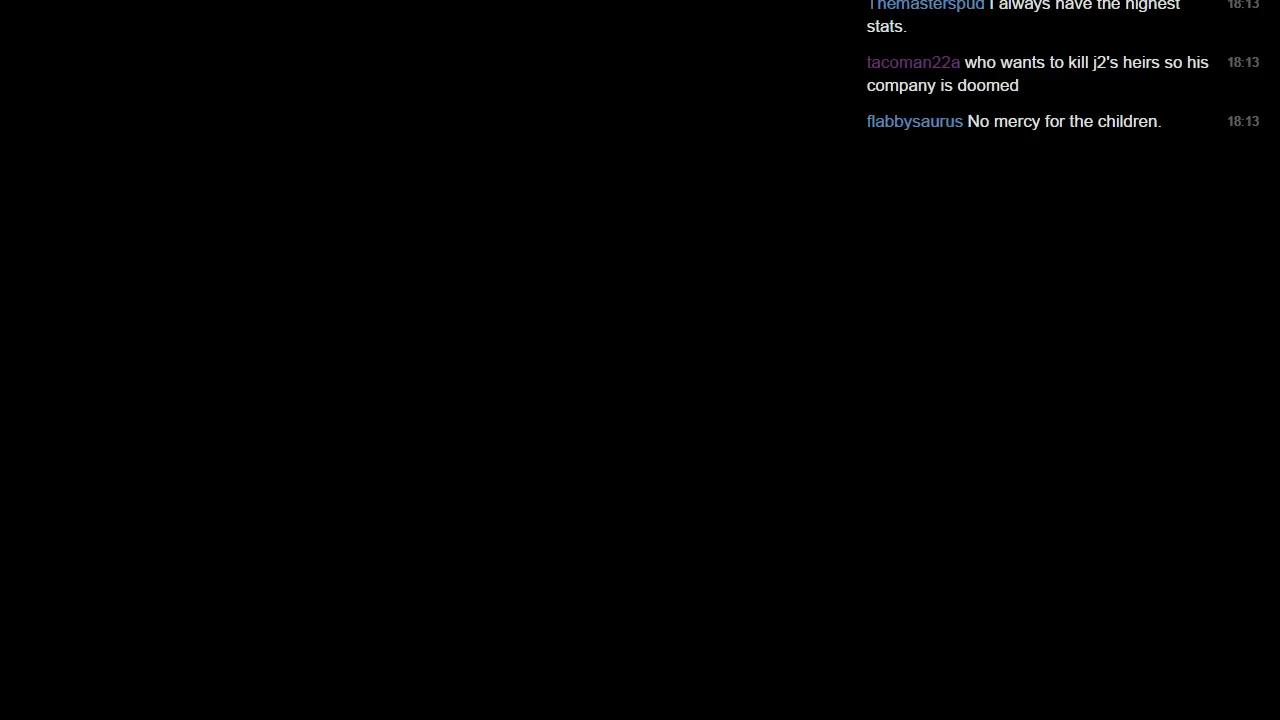 Themasterspud I always have the highest 18:13
stats.
tacoman22a who wants to kill j2's heirs so his 18:13
company is doomed
flabbysaurus No mercy for the children. 18:13